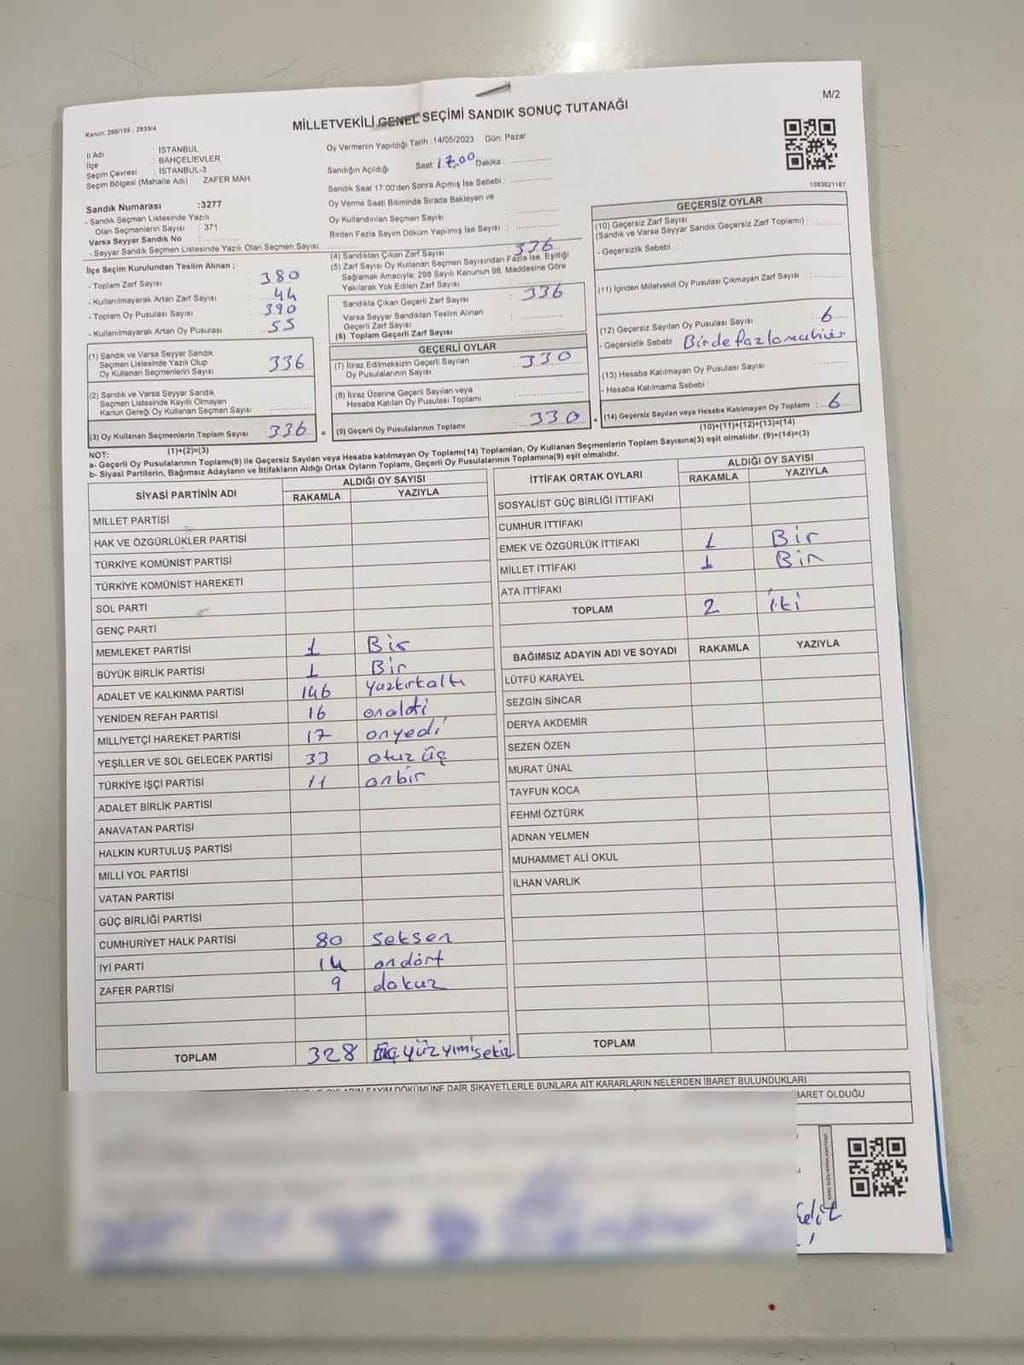 M/2
MİLLETVEKİLİ GENEL SEÇİMİ SANDIK SONUÇ TUTANAĞI
Kanun: 298/105 , 2839/4
İl Adı : İSTANBUL
İlçe : BAHÇELİEVLER
Seçim Çevresi : İSTANBUL-3
Seçim Bölgesi (Mahalle Adı) : ZAFER MAH.
Sandık Numarası :3277
- Sandık Seçmen Listesinde Yazılı
Olan Seçmenlerin Sayısı : 371
Varsa Seyyar Sandık No :
- Seyyar Sandık Seçmen Listesinde Yazılı Olan Seçmen Sayısı
Oy Vermenin Yapıldığı Tarih :14/05/2023 Gün: Pazar
Sandığın Açıldığı Saat: 17.00 Dakika :
Sandık Saat 17.00'den Sonra Açılmış İse Sebebi :
Oy Verme Saati Bitiminde Sırada Bekleyen ve
Oy Kullandırılan Seçmen Sayısı
Birden Fazla Sayım Döküm Yapılmış İse Sayısı :
1083621187
İlçe Seçim Kurulundan Teslim Alınan ;
- Toplam Zarf Sayısı : 380
- Kullanılmayarak Artan Zarf Sayısı : 44
- Toplam Oy Pusulası Sayısı : 390
- Kullanılmayarak Artan Oy Pusulası : 55
(1) Sandık ve Varsa Seyyar Sandık
Seçmen Listesinde Yazılı Olup
Oy Kullanan Seçmenlerin Sayısı : 336
(2) Sandık ve Varsa Seyyar Sandık
Seçmen Listesinde Kayıtlı Olmayan
Kanun Gereği Oy Kullanan Seçmen Sayısı
(3) Oy Kullanan Seçmenlerin Toplam Sayısı :336
(1)+(2)=(3)
(4) Sandıktan Çıkan Zarf Sayısı : 336
(5) Zarf Sayısı Oy Kullanan Seçmen Sayısından Fazla İse, Eşitliği
Sağlamak Amacıyla, 298 Sayılı Kanunun 98. Maddesine Göre
Yakılarak Yok Edilen Zarf Sayısı :
Sandıkta Çıkan Geçerli Zarf Sayısı : 336
Varsa Seyyar Sandıktan Teslim Alınan
Geçerli Zarf Sayısı
(6) Toplam Geçerli Zarf Sayısı
GEÇERLİ OYLAR
(7) İtiraz Edilmeksizin Geçerli Sayılan
Oy Pusulalarının Sayısı : 330
(8) İtiraz Üzerine Geçerli Sayılan veya
Hesaba Katılan Oy Pusulası Toplamı
(9) Geçerli Oy Pusulalarının Toplamı : 330
GEÇERSİZ OYLAR
(10) Geçersiz Zarf Sayısı
(Sandık ve Varsa Seyyar Sandık Geçersiz Zarf Toplamı)
- Geçersizlik Sebebi :
(11) İçinden Milletvekili Oy Pusulası Çıkmayan Zarf Sayısı
(12) Geçersiz Sayılan Oy Pusulası Sayısı : 6
- Geçersizlik Sebebi Birde fazla mühür
(13) Hesaba Katılmayan Oy Pusulası Sayısı
- Hesaba Katılmama Sebebi :
(14) Geçersiz Sayılan veya Hesaba Katılmayan Oy Toplamı : 6
(10)+(11)+(12)+(13)=(14)
NOT:
a- Geçerli Oy Pusulalarının Toplamı(9) ile Geçersiz Sayılan veya Hesaba katılmayan Oy Toplamı(14) Toplamları, Oy Kullanan Seçmenlerin Toplam Sayısına(3) eşit olmalıdır. (9)+(14)=(3)
b- Siyasi Partilerin, Bağımsız Adayların ve İttifakların Aldığı Ortak Oyların Toplamı, Geçerli Oy Pusulalarının Toplamına(9) eşit olmalıdır.
SİYASİ PARTİNİN ADI ALDIĞI OY SAYISI
RAKAMLA YAZIYLA
MİLLET PARTİSİ
HAK VE ÖZGÜRLÜKLER PARTİSİ
TÜRKİYE KOMÜNİST PARTİSİ
TÜRKİYE KOMÜNİST HAREKETİ
SOL PARTİ
GENÇ PARTİ
MEMLEKET PARTİSİ 1 Bir
BÜYÜK BİRLİK PARTİSİ 1 Bir
ADALET VE KALKINMA PARTİSİ 146 yüzkırkaltı
YENİDEN REFAH PARTİSİ 16 onaltı
MİLLİYETÇİ HAREKET PARTİSİ 17 onyedi
YEŞİLLER VE SOL GELECEK PARTİSİ 33 otuz üç
TÜRKİYE İŞÇİ PARTİSİ 11 onbir
ADALET BİRLİK PARTİSİ
ANAVATAN PARTİSİ
HALKIN KURTULUŞ PARTİSİ
MİLLİ YOL PARTİSİ
VATAN PARTİSİ
GÜÇ BİRLİĞİ PARTİSİ
CUMHURİYET HALK PARTİSİ 80 seksen
İYİ PARTİ 14 ondört
ZAFER PARTİSİ 9 dokuz
TOPLAM 328 üçyüzyirmisekiz
İTTİFAK ORTAK OYLARI ALDIĞI OY SAYISI
RAKAMLA YAZIYLA
SOSYALİST GÜÇ BİRLİĞİ İTTİFAKI
CUMHUR İTTİFAKI
EMEK VE ÖZGÜRLÜK İTTİFAKI 1 Bir
MİLLET İTTİFAKI 1 Bir
ATA İTTİFAKI
TOPLAM 2 iki
BAĞIMSIZ ADAYIN ADI VE SOYADI RAKAMLA YAZIYLA
LÜTFÜ KARAYEL
SEZGİN SİNCAR
DERYA AKDEMİR
SEZEN ÖZEN
MURAT ÜNAL
TAYFUN KOCA
FEHMİ ÖZTÜRK
ADNAN YELMEN
MUHAMMET ALİ OKUL
İLHAN VARLIK
TOPLAM
SAYIM DÖKÜMÜNE DAİR ŞİKAYETLERLE BUNLARA AİT KARARLARIN NELERDEN İBARET BULUNDUKLARI
BARET OLDUĞU